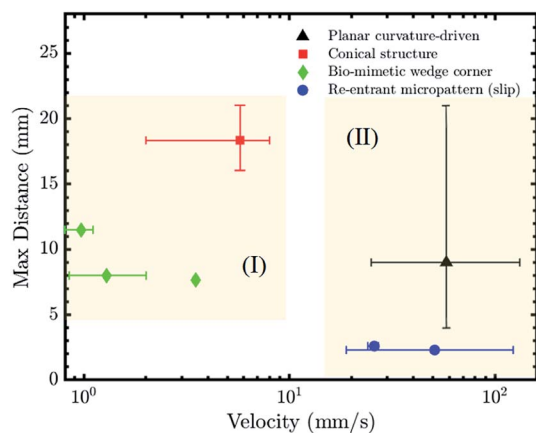 Max Distance (mm)
25
20
15
10
5
0
▲ Planar curvature-driven
■ Conical structure
◆ Bio-mimetic wedge corner
● Re-entrant micropattern (slip)
(II)
(I)
10⁰
10¹
10²
Velocity (mm/s)